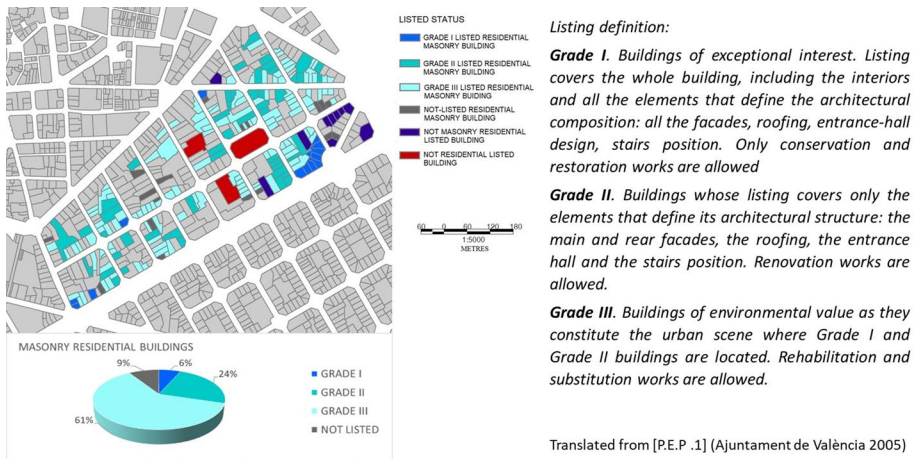 LISTED STATUS
GRADE I LISTED RESIDENTIAL
MASONRY BUILDING
GRADE II LISTED RESIDENTIAL
MASONRY BUIDING
GRADE III LISTED RESIDENTIAL
MASONRY BUIDING
NOT-LISTED RESIDENTIAL
MASONRY BUILDING
NOT MASONRY RESIDENTIAL
LISTED BUILDING
NOT RESIDENTIAL LISTED
BUILDING
60 0 60 120 180
1:5000
METRES
MASONRY RESIDENTIAL BUILDINGS
9%
6%
24%
61%
GRADE I
GRADE II
GRADE III
NOT LISTED
Listing definition:
Grade I. Buildings of exceptional interest. Listing
covers the whole building, including the interiors
and all the elements that define the architectural
composition: all the facades, roofing, entrance-hall
design, stairs position. Only conservation and
restoration works are allowed
Grade II. Buildings whose listing covers only the
elements that define its architectural structure: the
main and rear facades, the roofing, the entrance
hall and the stairs position. Renovation works are
allowed.
Grade III. Buildings of environmental value as they
constitute the urban scene where Grade I and
Grade II buildings are located. Rehabilitation and
substitution works are allowed.
Translated from [P.E.P .1] (Ajuntament de València 2005)